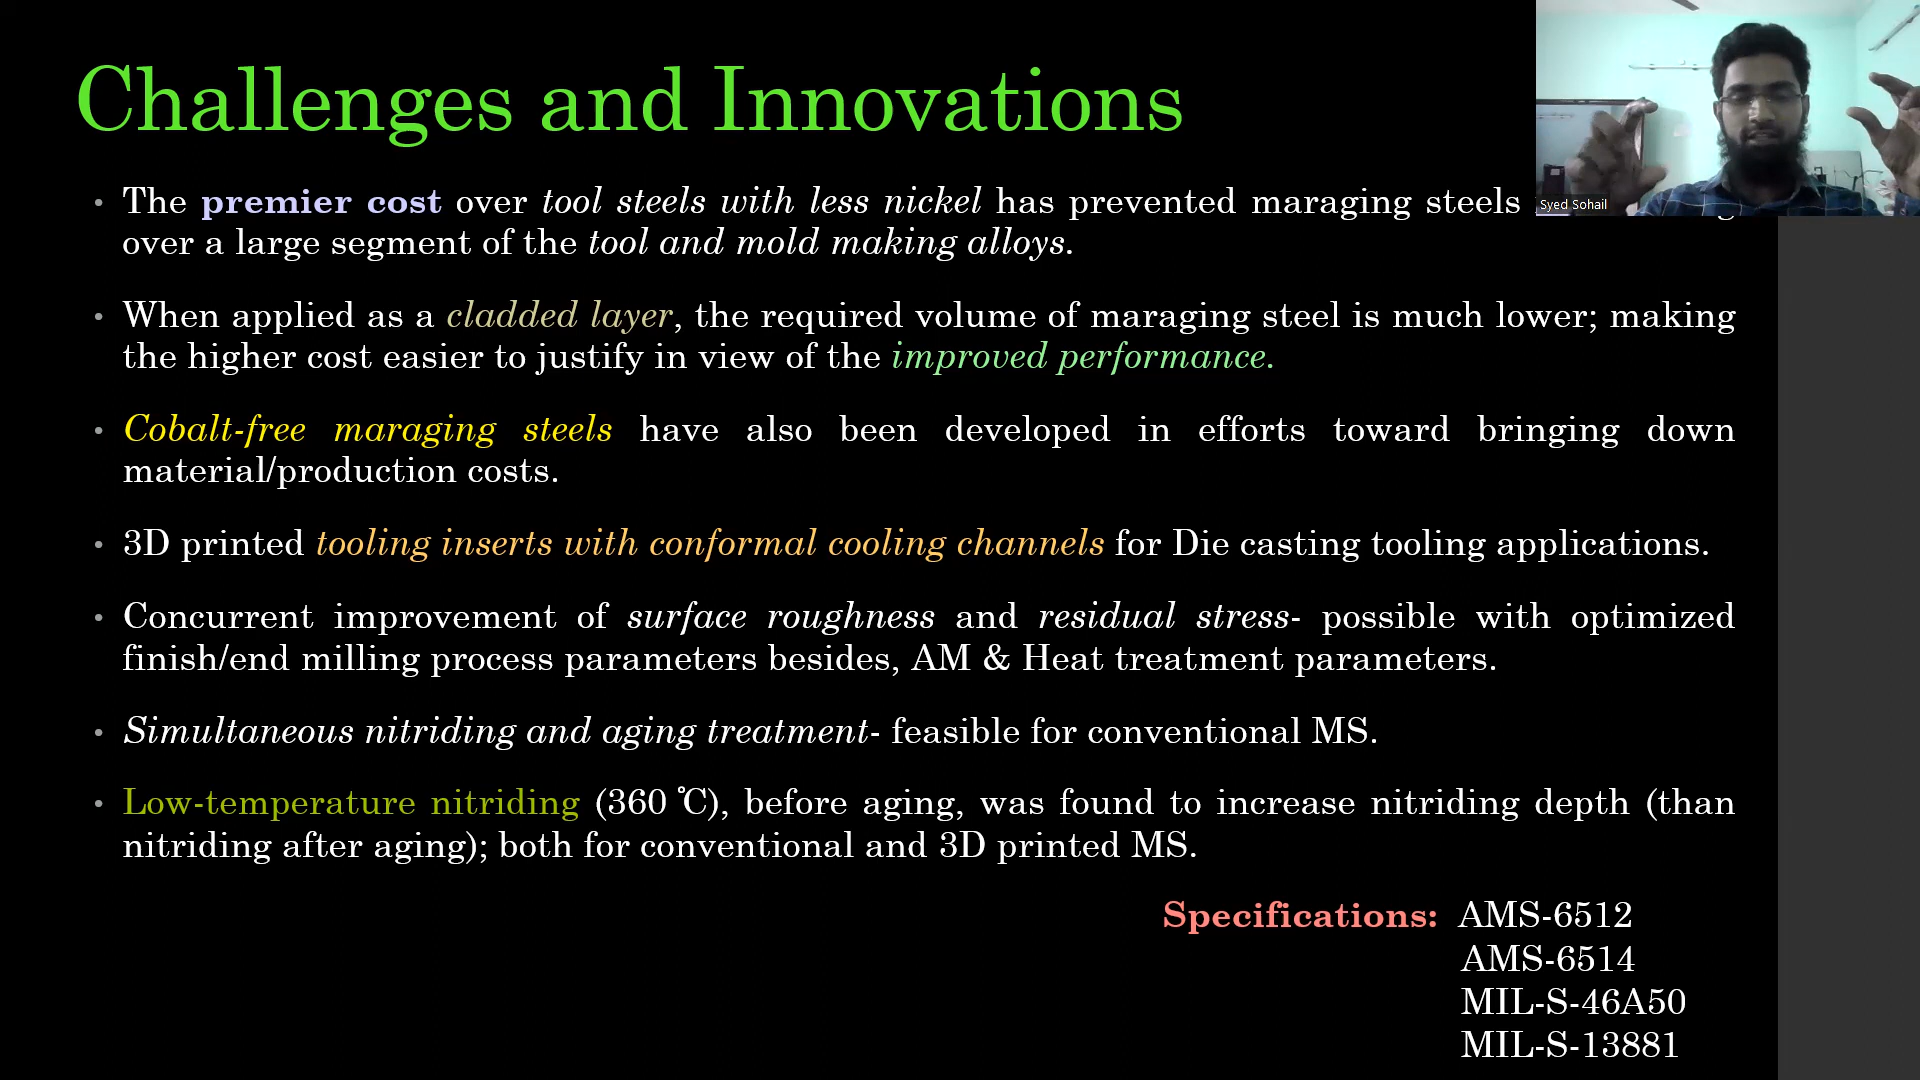 Challenges and Innovations
• The premier cost over tool steels with less nickel has prevented maraging steels
over a large segment of the tool and mold making alloys.
• When applied as a cladded layer, the required volume of maraging steel is much lower; making
the higher cost easier to justify in view of the improved performance.
• Cobalt-free maraging steels have also been developed in efforts toward bringing down
material/production costs.
• 3D printed tooling inserts with conformal cooling channels for Die casting tooling applications.
• Concurrent improvement of surface roughness and residual stress- possible with optimized
finish/end milling process parameters besides, AM & Heat treatment parameters.
• Simultaneous nitriding and aging treatment- feasible for conventional MS.
• Low-temperature nitriding (360 ℃), before aging, was found to increase nitriding depth (than
nitriding after aging); both for conventional and 3D printed MS.
Specifications: AMS-6512
AMS-6514
MIL-S-46A50
MIL-S-13881
Syed Sohail